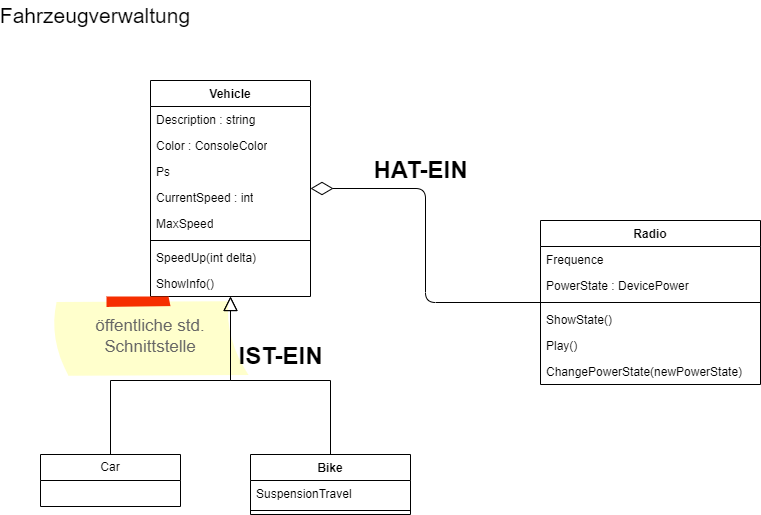 Fahrzeugverwaltung
Vehicle
Description : string
Color : ConsoleColor
Ps
CurrentSpeed : int
MaxSpeed
SpeedUp(int delta)
ShowInfo()
HAT-EIN
Radio
Frequence
PowerState : DevicePower
ShowState()
Play()
ChangePowerState(newPowerState)
öffentliche std.
Schnittstelle
IST-EIN
Car
Bike
SuspensionTravel